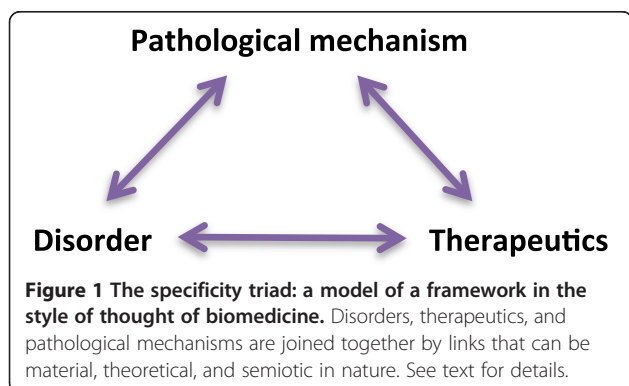 Pathological mechanism
Disorder
Therapeutics
Figure 1 The specificity triad: a model of a framework in the
style of thought of biomedicine. Disorders, therapeutics, and
pathological mechanisms are joined together by links that can be
material, theoretical, and semiotic in nature. See text for details.